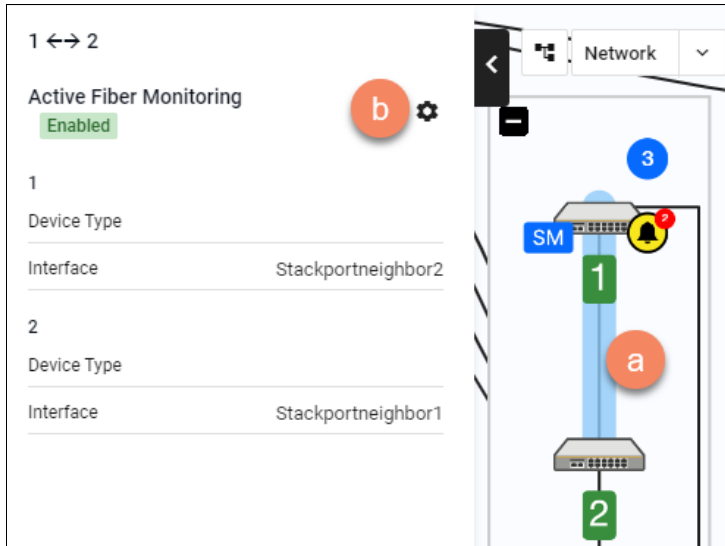 1 ←→ 2
Active Fiber Monitoring
Enabled
b
1
Device Type
Interface Stackportneighbor2
2
Device Type
Interface Stackportneighbor1
Network
3
2
SM
1
a
2